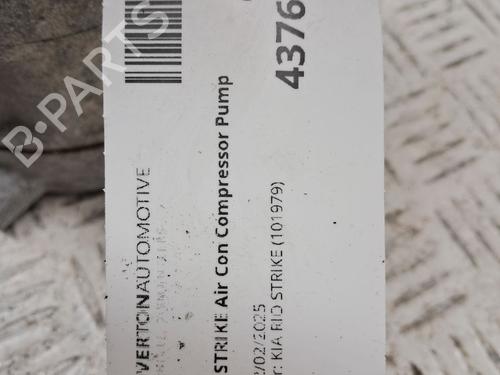 4376
VERTONAUTOMOTIVE
STRIKE Air Con Compressor Pump
2/02/2025
r: KIA RIO STRIKE (101979)
B-PARTS